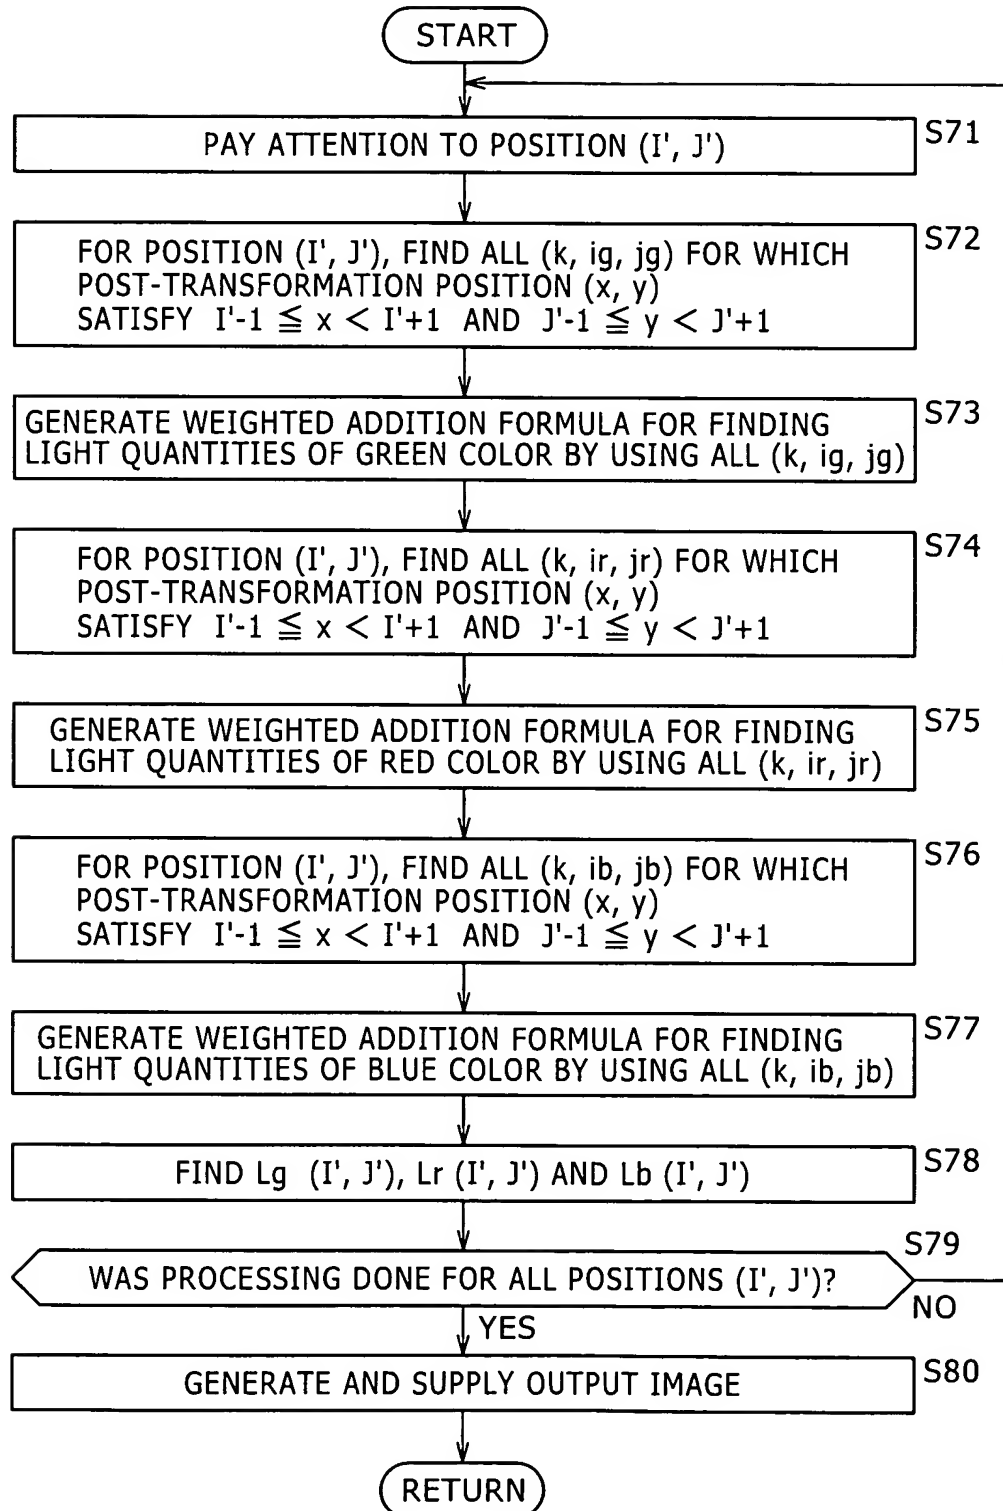 START
PAY ATTENTION TO POSITION (I', J')
S71
FOR POSITION (I', J'), FIND ALL (k, ig, jg) FOR WHICH
POST-TRANSFORMATION POSITION (x, y)
SATISFY I'-1 ≦ x < I'+1 AND J'-1 ≦ y < J'+1
S72
GENERATE WEIGHTED ADDITION FORMULA FOR FINDING
LIGHT QUANTITIES OF GREEN COLOR BY USING ALL (k, ig, jg)
S73
FOR POSITION (I', J'), FIND ALL (k, ir, jr) FOR WHICH
POST-TRANSFORMATION POSITION (x, y)
SATISFY I'-1 ≦ x < I'+1 AND J'-1 ≦ y < J'+1
S74
GENERATE WEIGHTED ADDITION FORMULA FOR FINDING
LIGHT QUANTITIES OF RED COLOR BY USING ALL (k, ir, jr)
S75
FOR POSITION (I', J'), FIND ALL (k, ib, jb) FOR WHICH
POST-TRANSFORMATION POSITION (x, y)
SATISFY I'-1 ≦ x < I'+1 AND J'-1 ≦ y < J'+1
S76
GENERATE WEIGHTED ADDITION FORMULA FOR FINDING
LIGHT QUANTITIES OF BLUE COLOR BY USING ALL (k, ib, jb)
S77
FIND Lg (I', J'), Lr (I', J') AND Lb (I', J')
S78
WAS PROCESSING DONE FOR ALL POSITIONS (I', J')?
S79
NO
YES
GENERATE AND SUPPLY OUTPUT IMAGE
S80
RETURN